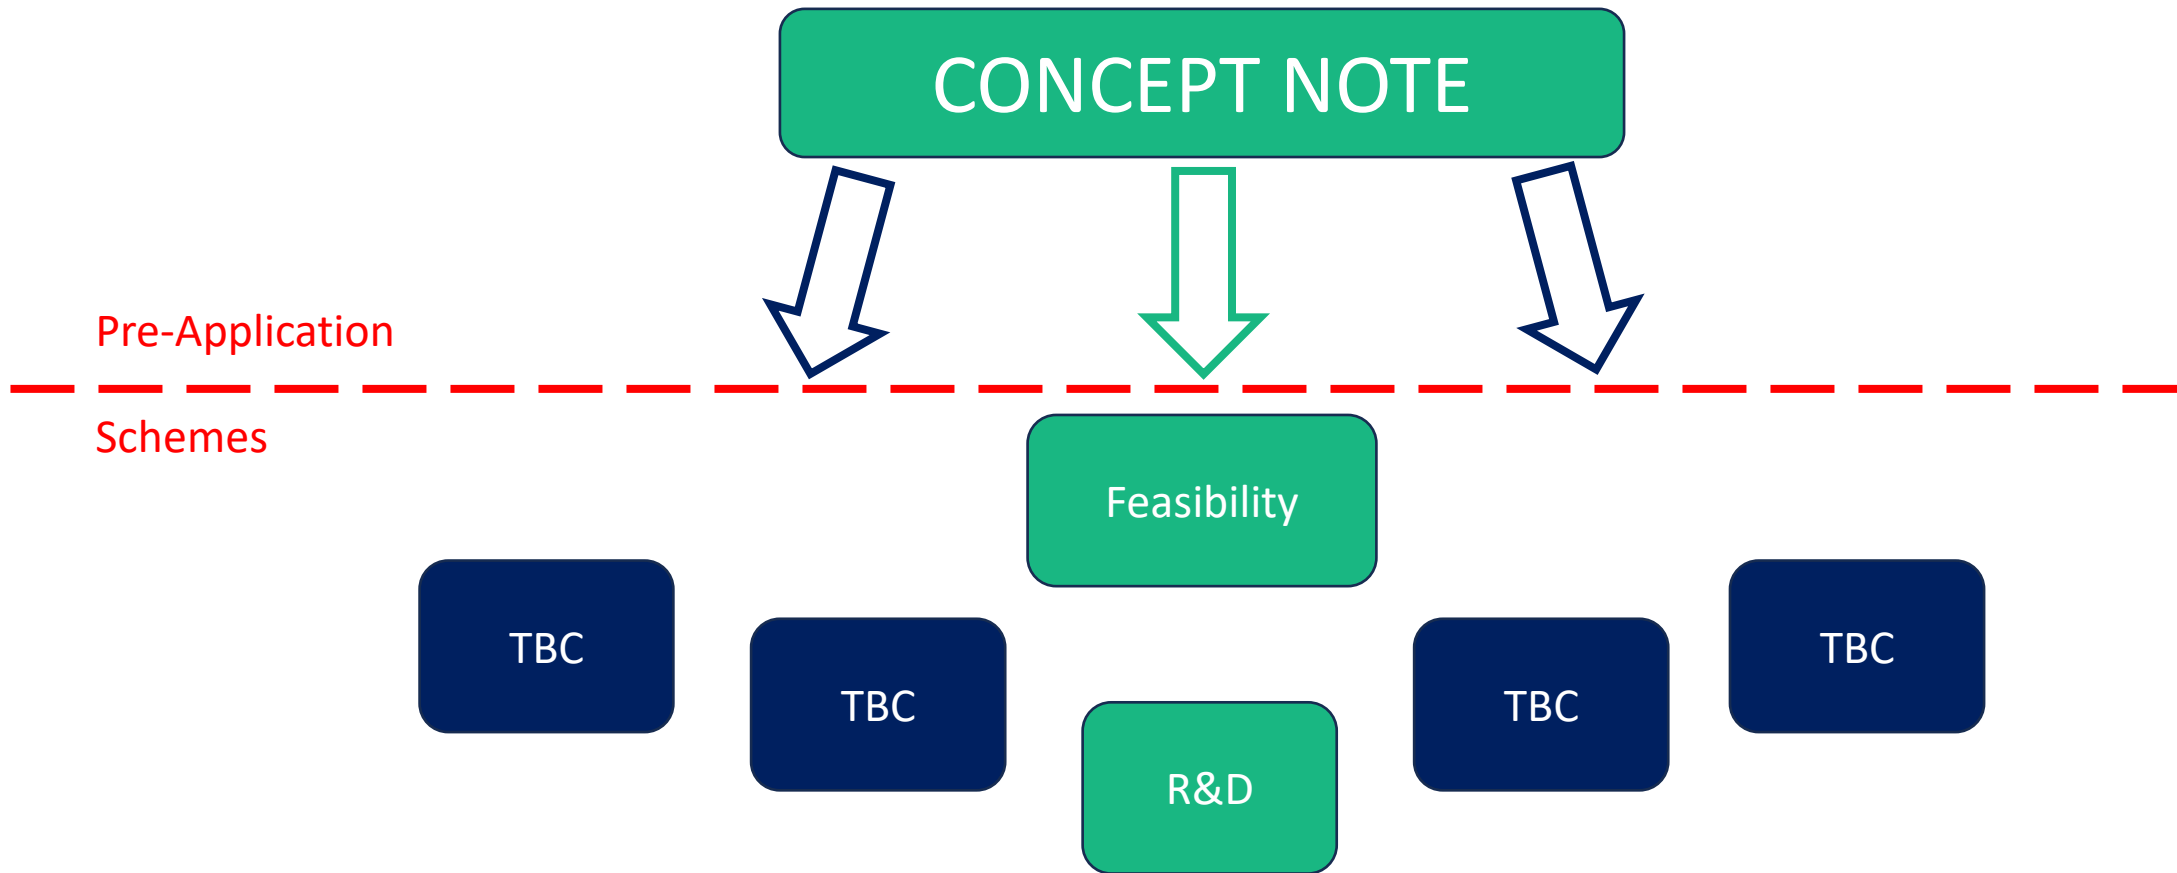 CONCEPT NOTE
Pre-Application
Schemes
Feasibility
TBC
TBC
TBC
TBC
R&D